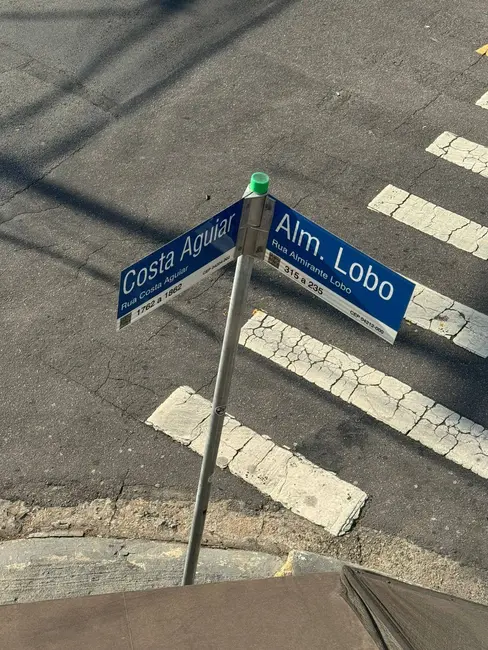 Costa Aguiar
Rua Costa Aguiar
1762 a 1862
Alm. Lobo
Rua Almirante Lobo
315 a 235